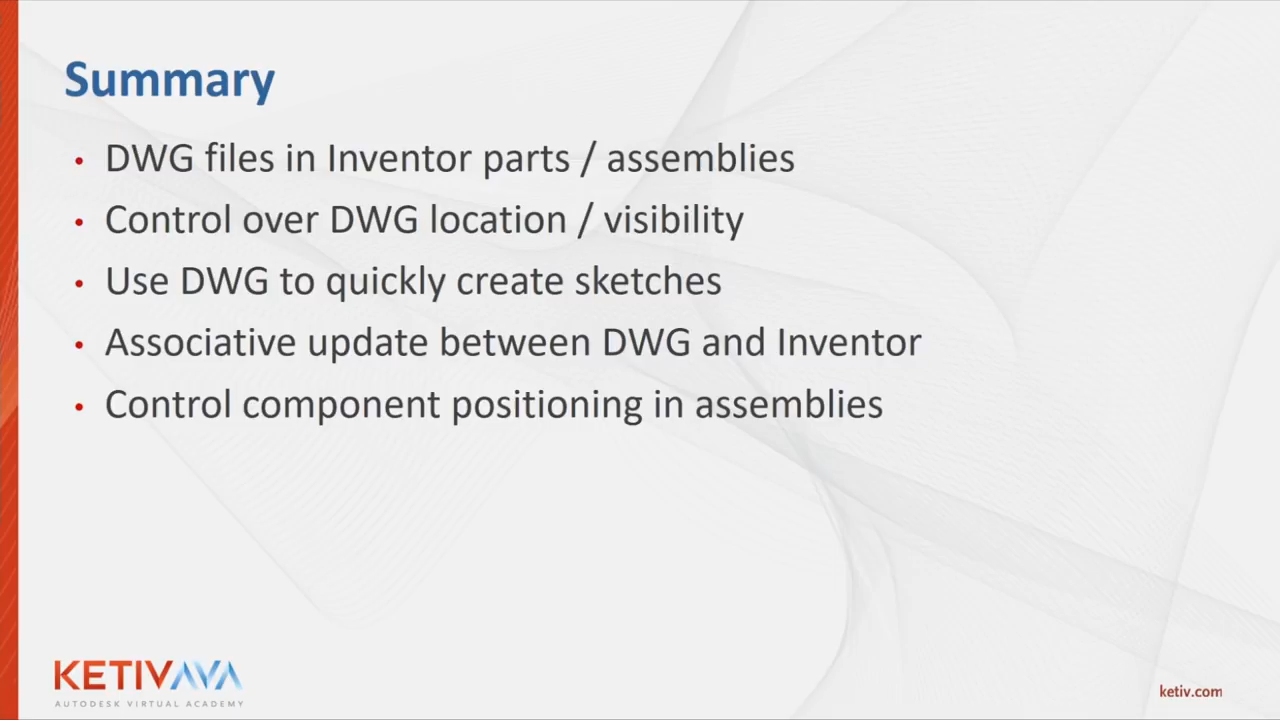 Summary
• DWG files in Inventor parts / assemblies
• Control over DWG location / visibility
• Use DWG to quickly create sketches
• Associative update between DWG and Inventor
• Control component positioning in assemblies
KETIVAVA
AUTODESK VIRTUAL ACADEMY
ketiv.com